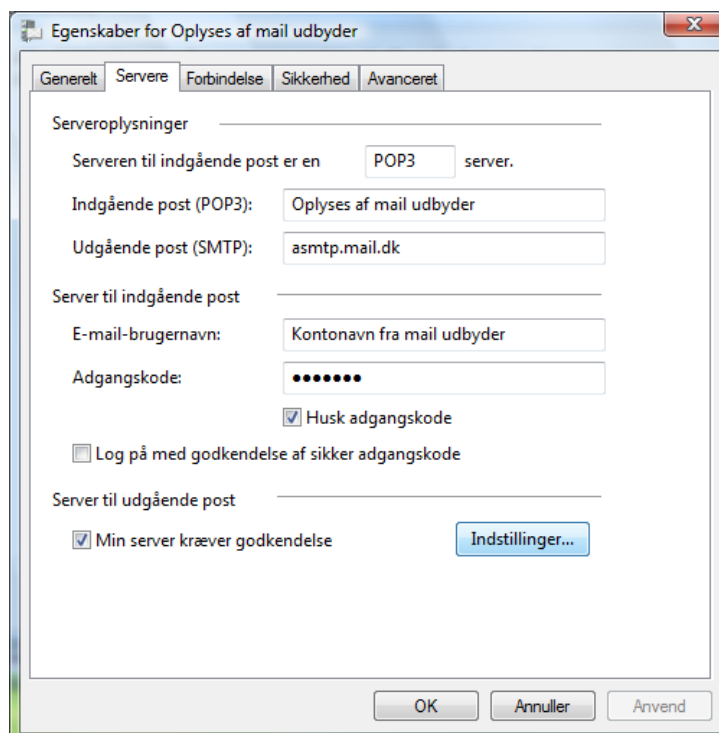 Egenskaber for Oplyses af mail udbyder
Generelt Servere Forbindelse Sikkerhed Avanceret
Serveroplysninger
Serveren til indgående post er en POP3 server.
Indgående post (POP3): Oplyses af mail udbyder
Udgående post (SMTP): asmtp.mail.dk
Server til indgående post
E-mail-brugernavn: Kontonavn fra mail udbyder
Adgangskode: ●●●●●●●
Husk adgangskode
Log på med godkendelse af sikker adgangskode
Server til udgående post
Min server kræver godkendelse Indstillinger...
OK Annuller Anvend